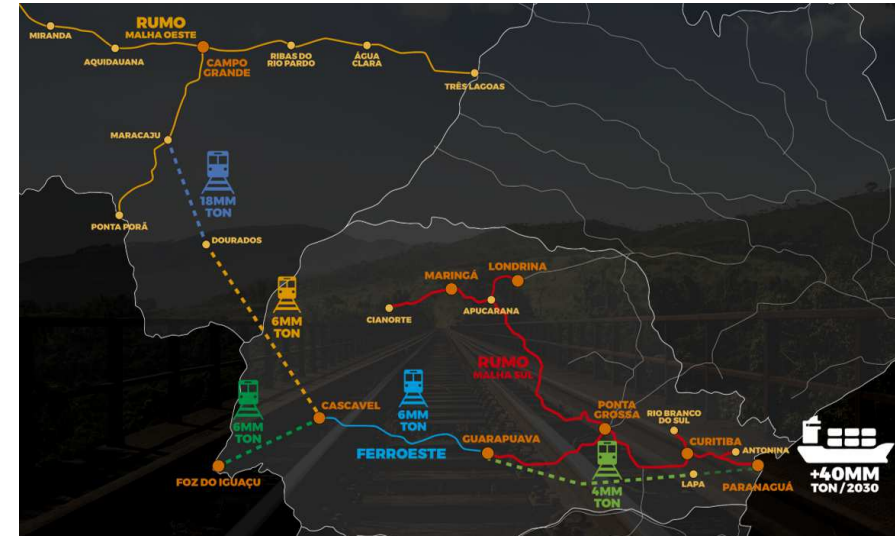 RUMO
MALHA OESTE
MIRANDA
AQUIDAUANA
CAMPO
GRANDE
RIBAS DO
RIO PARDO
ÁGUA
CLARA
TRÊS LAGOAS
MARACAJU
18MM
TON
PONTA PORÃ
DOURADOS
MARINGÁ
LONDRINA
6MM
TON
CIANORTE
APUCARANA
RUMO
MALHA SUL
6MM
TON
CASCAVEL
6MM
TON
PONTA
GROSSA
RIO BRANCO
DO SUL
GUARAPUAVA
FERROESTE
CURITIBA
ANTONINA
FOZ DO IGUAÇU
4MM
TON
LAPA
PARANAGUÁ
+40MM
TON/2030